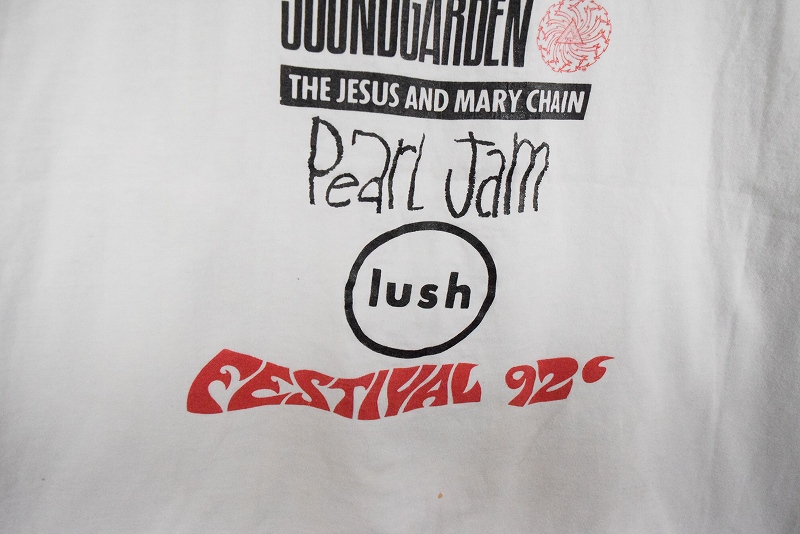 SOUNDGARDEN
THE JESUS AND MARY CHAIN
Pearl Jam
lush
FESTIVAL 92‘